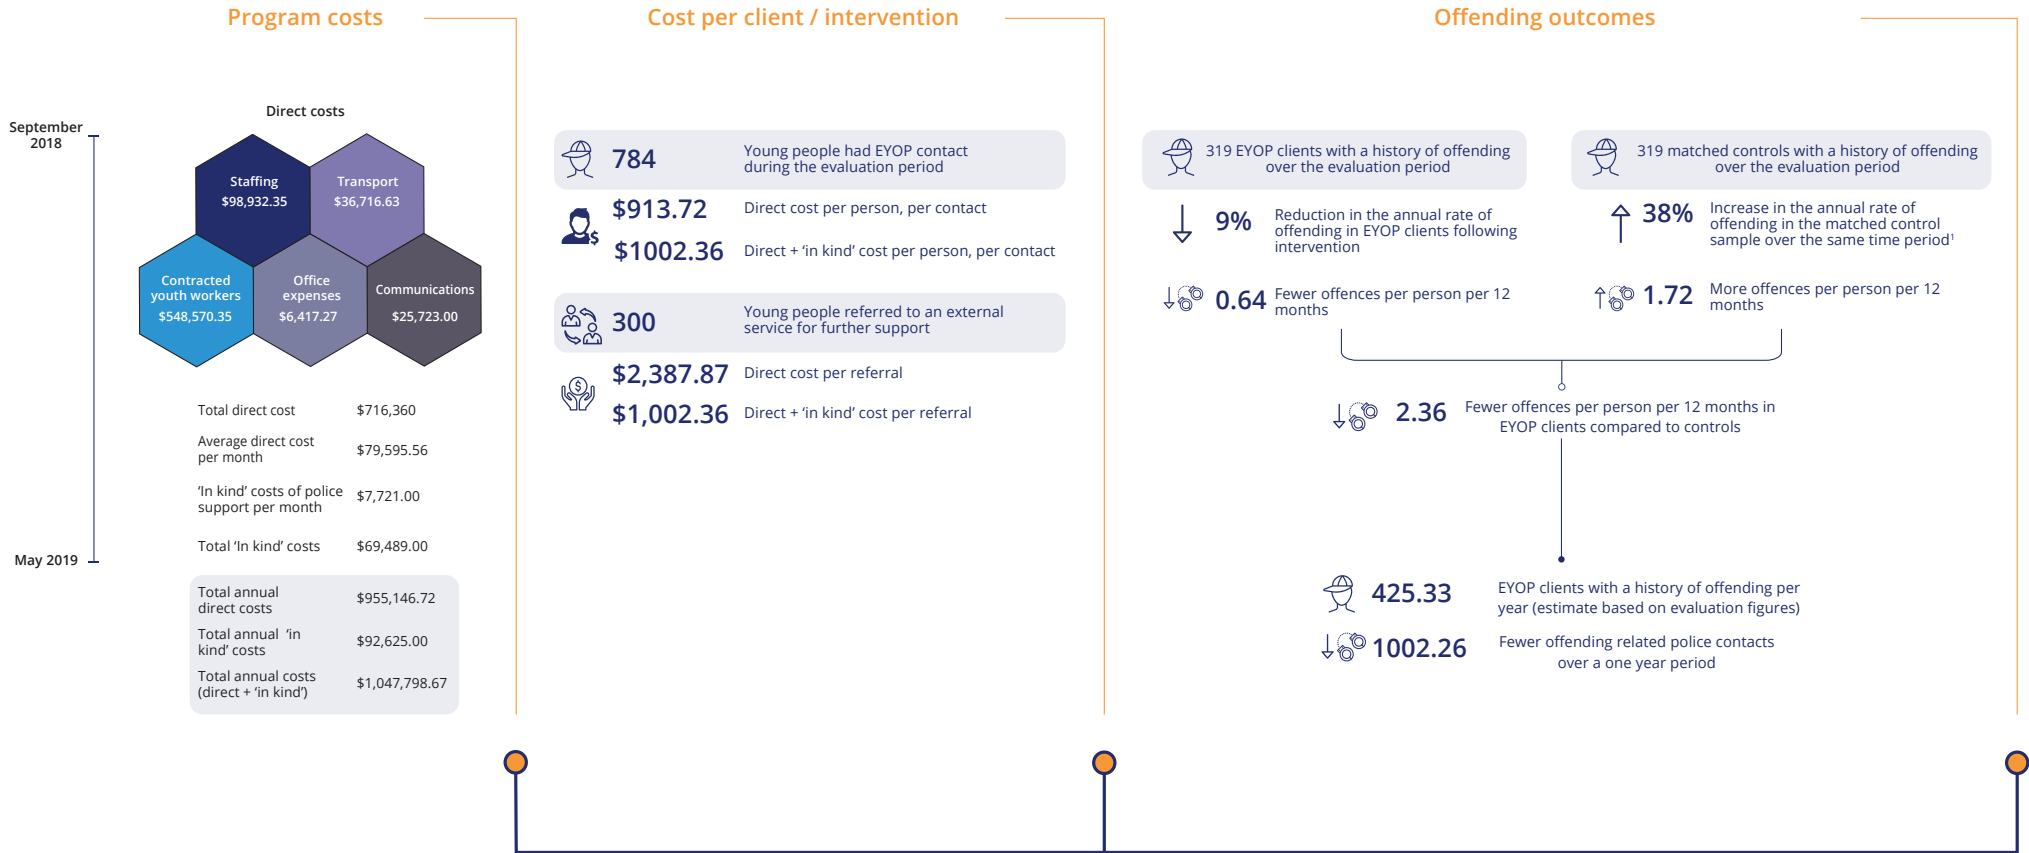 Program costs
Cost per client / intervention
Offending outcomes
September
2018
May 2019
Direct costs
Staffing
$98,932.35
Transport
$36,716.63
Contracted
youth workers
$548,570.35
Office
expenses
$6,417.27
Communications
$25,723.00
Total direct cost
$716,360
Average direct cost
per month
$79,595.56
‘In kind’ costs of police
support per month
$7,721.00
Total ‘In kind’ costs
$69,489.00
Total annual
direct costs
$955,146.72
Total annual ‘in
kind’ costs
$92,625.00
Total annual costs
(direct + ‘in kind’)
$1,047,798.67
784
Young people had EYOP contact
during the evaluation period
$913.72
Direct cost per person, per contact
$1002.36
Direct + ‘in kind’ cost per person, per contact
300
Young people referred to an external
service for further support
$2,387.87
Direct cost per referral
$1,002.36
Direct + ‘in kind’ cost per referral
319 EYOP clients with a history of offending
over the evaluation period
9%
Reduction in the annual rate of
offending in EYOP clients following
intervention
0.64
Fewer offences per person per 12
months
319 matched controls with a history of offending
over the evaluation period
38%
Increase in the annual rate of
offending in the matched control
sample over the same time period¹
1.72
More offences per person per 12
months
2.36
Fewer offences per person per 12 months in
EYOP clients compared to controls
425.33
EYOP clients with a history of offending per
year (estimate based on evaluation figures)
1002.26
Fewer offending related police contacts
over a one year period